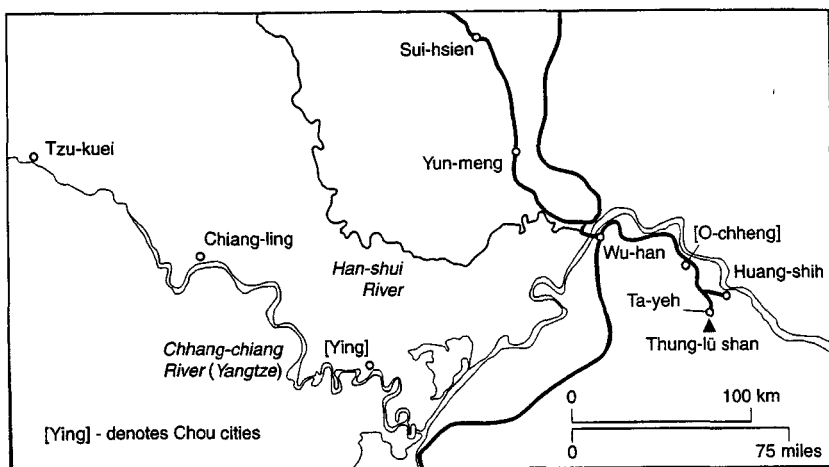 Sui-hsien
Tzu-kuei
Yun-meng
Chiang-ling
[O-chheng]
Wu-han
Han-shui
River
Huang-shih
Ta-yeh
Thung-lü shan
Chhang-chiang
River (Yangtze)
[Ying]
0 100 km
[Ying] - denotes Chou cities
0 75 miles